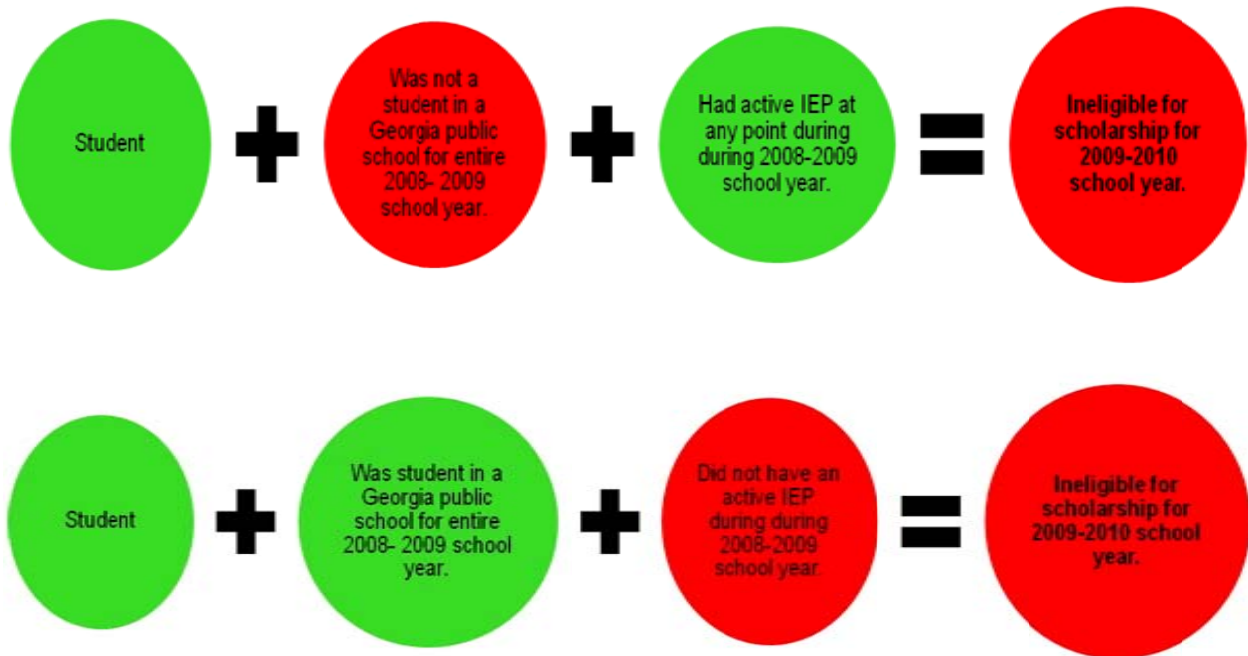 Student
Was not a
student in a
Georgia public
school for entire
2008- 2009
school year.
Had active IEP at
any point during
during 2008-2009
school year.
Ineligible for
scholarship for
2009-2010
school year.
Student
Was student in a
Georgia public
school for entire
2008- 2009 school
year.
Did not have an
active IEP
during during
2008-2009
school year.
Ineligible for
scholarship for
2009-2010 school
year.